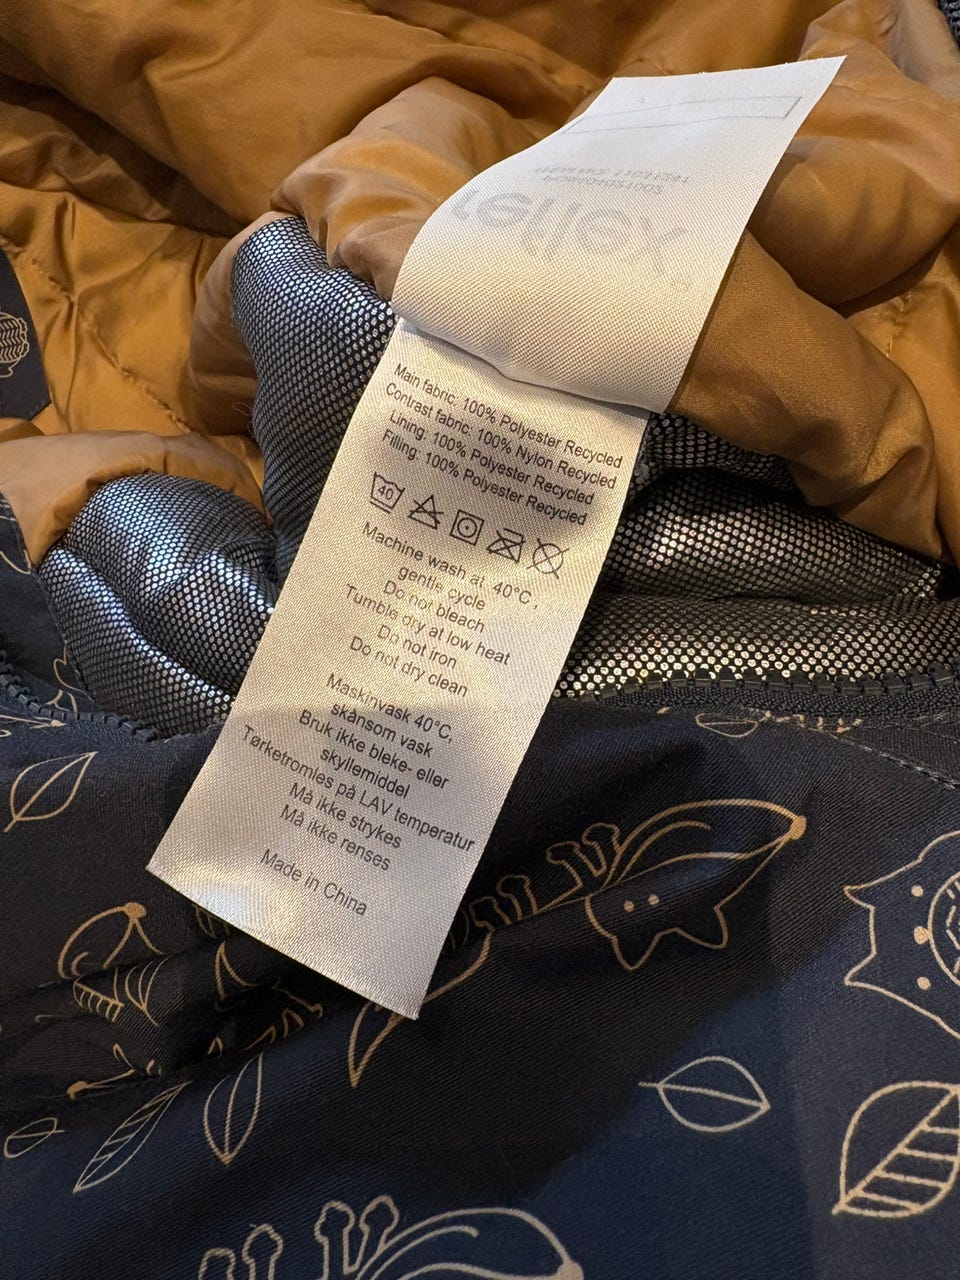 Main fabric: 100% Polyester Recycled
Contrast fabric: 100% Nylon Recycled
Lining: 100% Polyester Recycled
Filling: 100% Polyester Recycled
40
Machine wash at 40°C,
gentle cycle
Do not bleach
Tumble dry at low heat
Do not iron
Do not dry clean
Maskinvask 40°C,
skånsom vask
Bruk ikke bleke- eller
skyllemiddel
Tørketromles på LAV temperatur
Må ikke strykes
Må ikke renses
Made in China